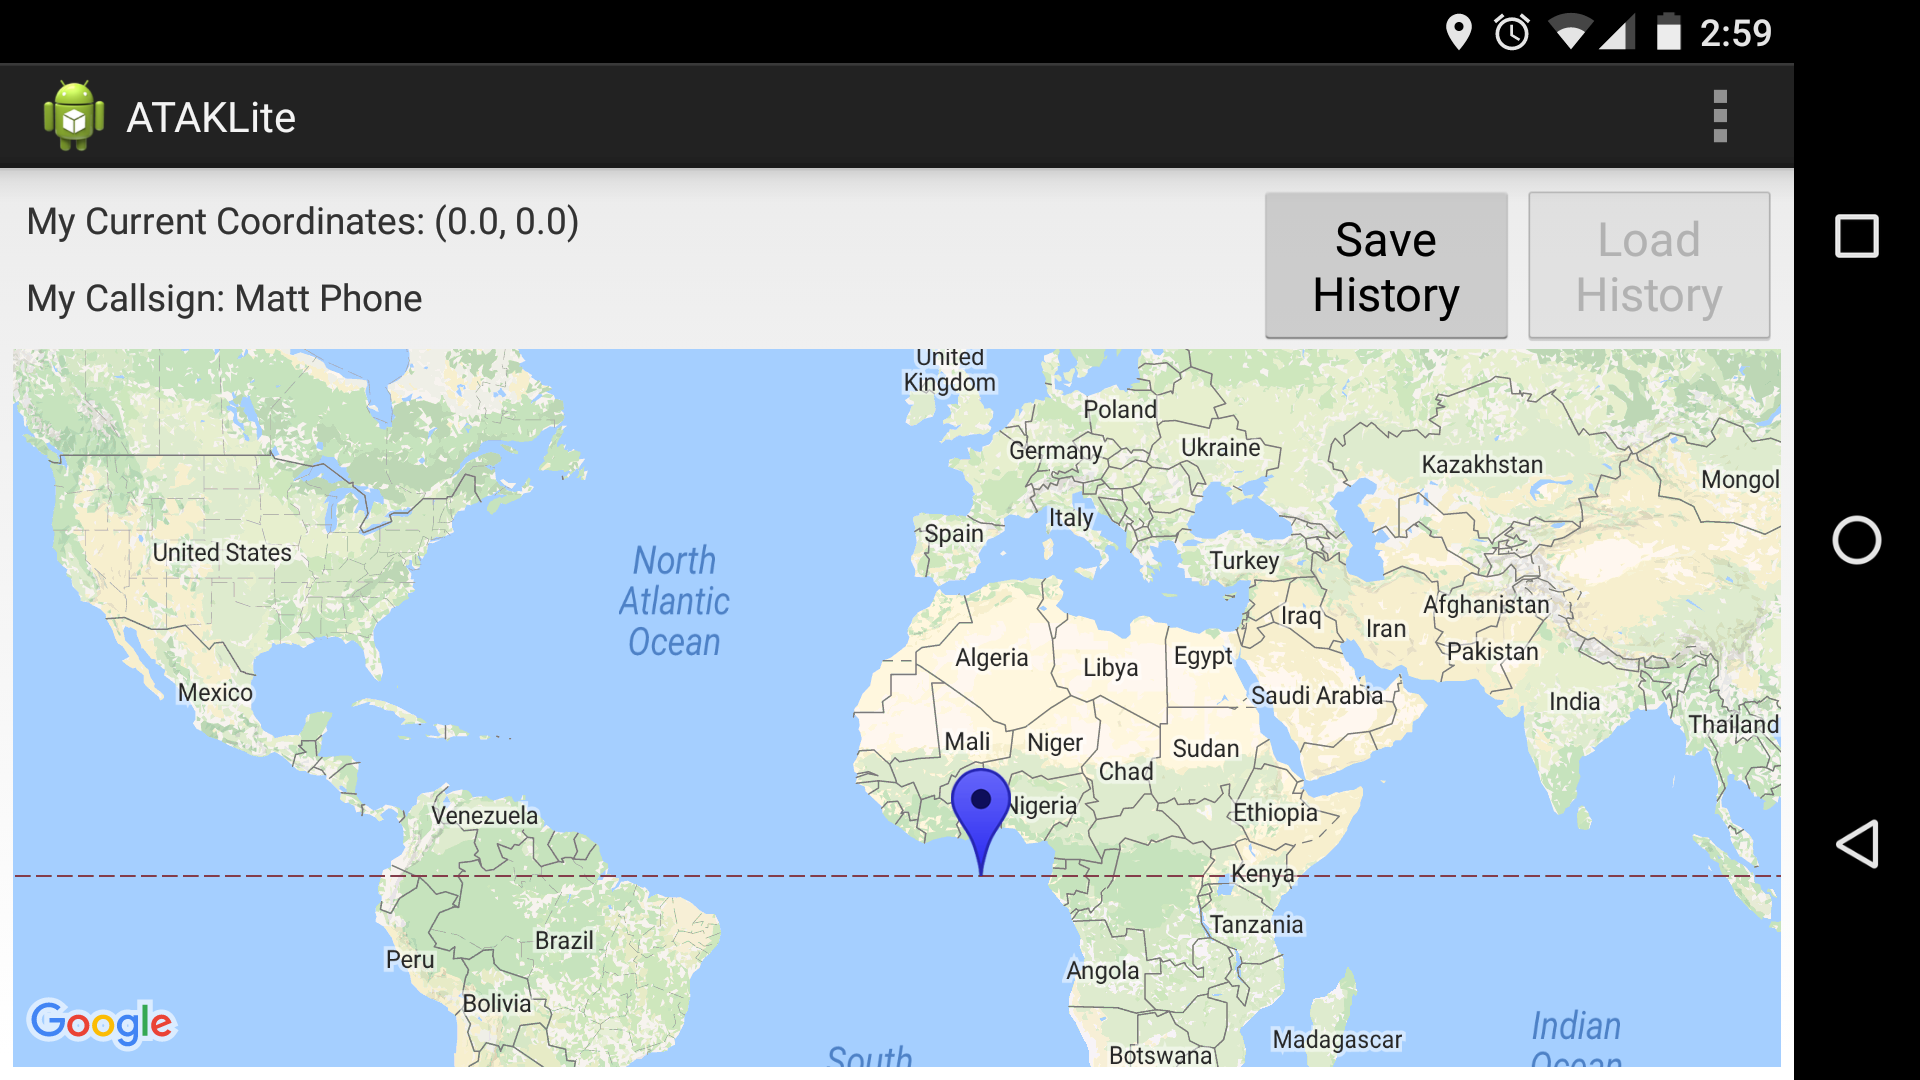 2:59
ATAKLite
My Current Coordinates: (0.0, 0.0)
My Callsign: Matt Phone
Save
History
Load
History
United
Kingdom
Poland
Germany
Ukraine
Kazakhstan
Mongol
Italy
Spain
United States
North
Atlantic
Ocean
Turkey
Afghanistan
Iraq
Iran
Pakistan
Algeria
Libya
Egypt
Mexico
Saudi Arabia
India
Thailand
Mali
Niger
Sudan
Chad
Venezuela
Nigeria
Ethiopia
Kenya
Tanzania
Brazil
Peru
Angola
Bolivia
Google
Indian
Ocean
Madagascar
South
Botswana